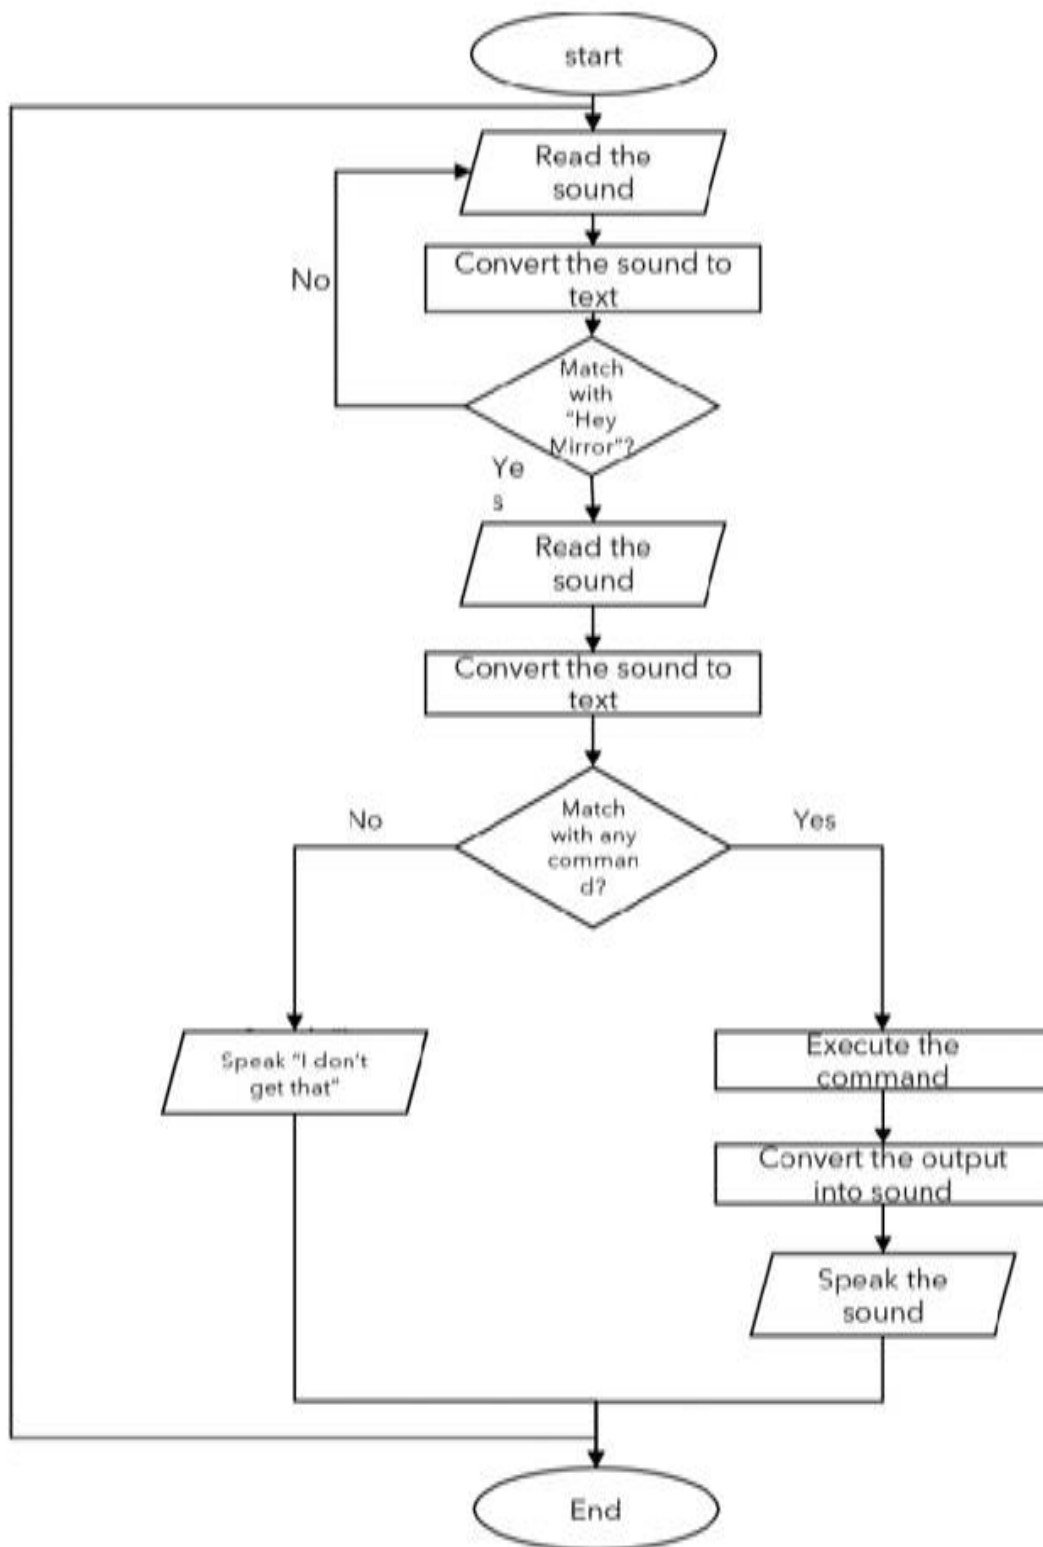 start
Read the
sound
Convert the sound to
text
No
Match
with
"Hey
Mirror"?
Ye
s
Read the
sound
Convert the sound to
text
No
Match
with any
comman
d?
Yes
Speak "I don't
get that"
Execute the
command
Convert the output
into sound
Speak the
sound
End